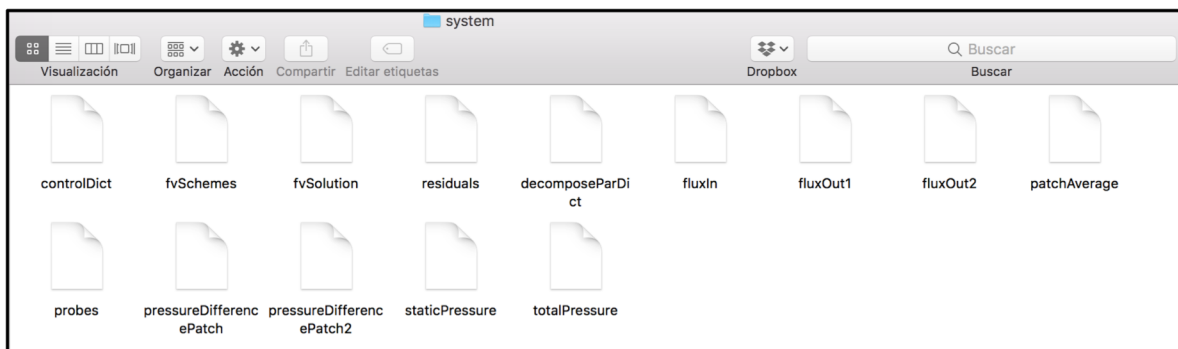 system
Buscar
Visualización Organizar Acción Compartir Editar etiquetas Dropbox Buscar
controlDict fvSchemes fvSolution residuals decomposeParDi fluxIn fluxOut1 fluxOut2 patchAverage
ct
probes pressureDifferenc pressureDifferenc staticPressure totalPressure
ePatch ePatch2